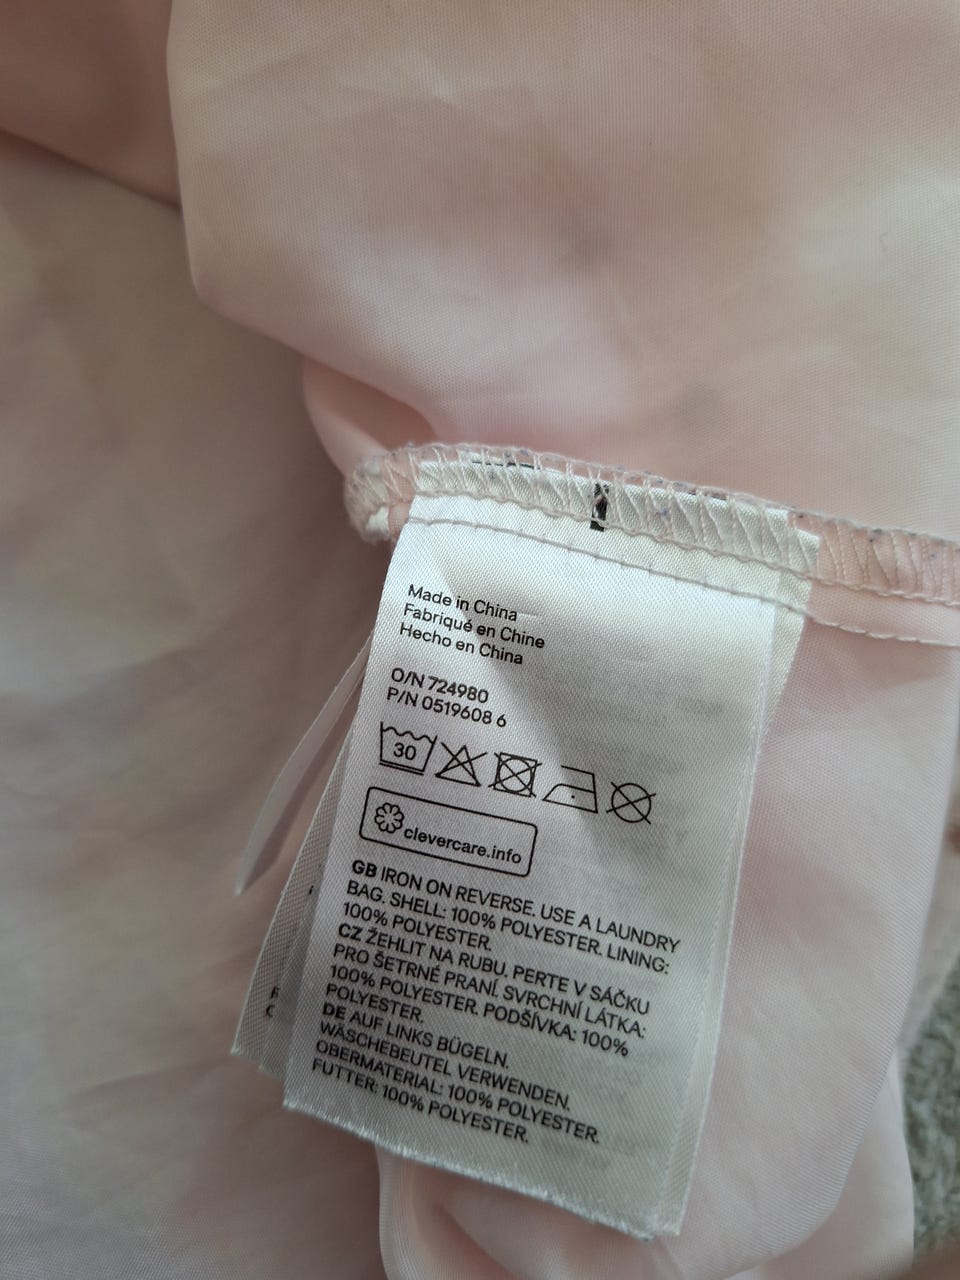 Made in China
Fabriqué en Chine
Hecho en China
O/N 724980
P/N 0519608 6
30
clevercare.info
GB IRON ON REVERSE. USE A LAUNDRY
BAG. SHELL: 100% POLYESTER. LINING:
100% POLYESTER.
CZ ŽEHLIT NA RUBU. PERTE V SÁČKU
PRO ŠETRNÉ PRANÍ. SVRCHNÍ LÁTKA:
100% POLYESTER. PODŠÍVKA: 100%
POLYESTER.
DE AUF LINKS BÜGELN.
WÄSCHEBEUTEL VERWENDEN.
OBERMATERIAL: 100% POLYESTER.
FUTTER: 100% POLYESTER.